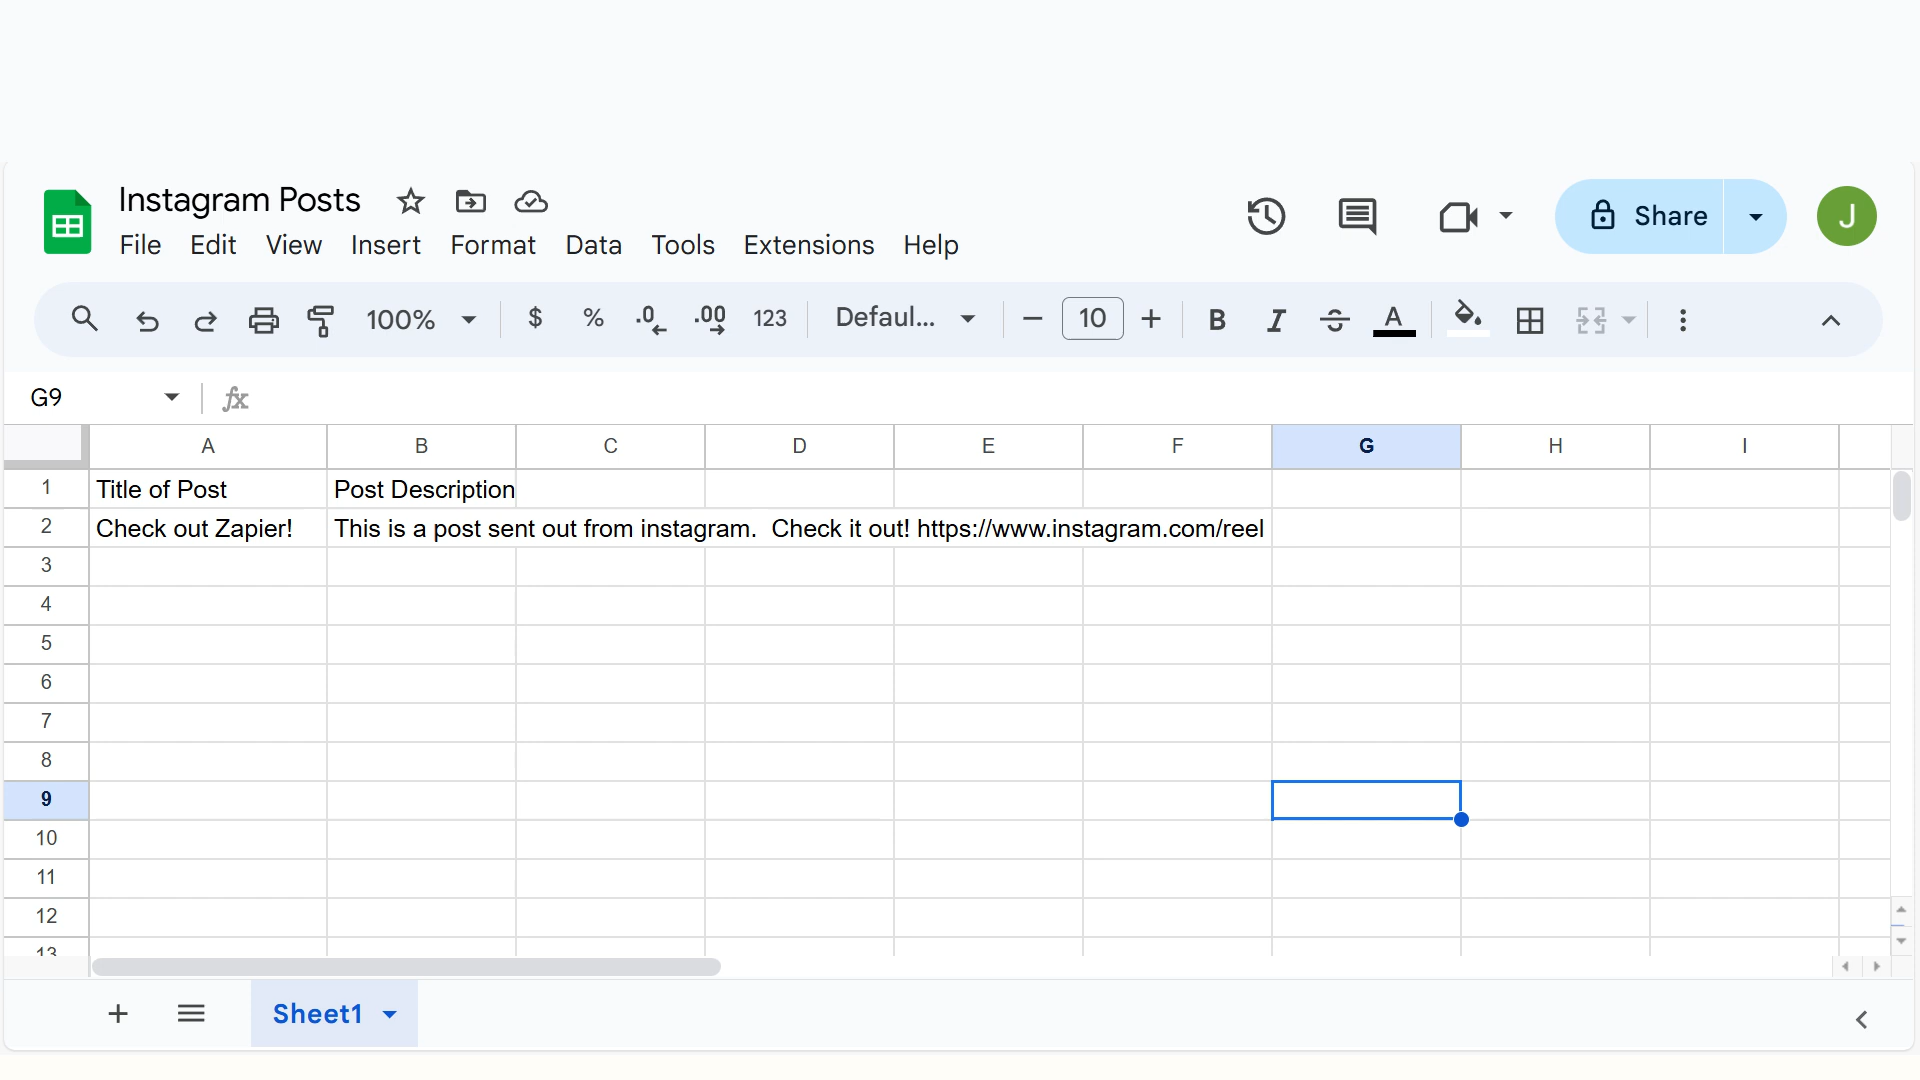 Instagram Posts
File Edit View Insert Format Data Tools Extensions Help
Share
J
100% $ % .0 .00 123 Defaul... 10 B I A
G9 fx
A B C D E F G H I
1 Title of Post Post Description
2 Check out Zapier! This is a post sent out from instagram.  Check it out! https://www.instagram.com/reel
3
4
5
6
7
8
9
10
11
12
13
Sheet1